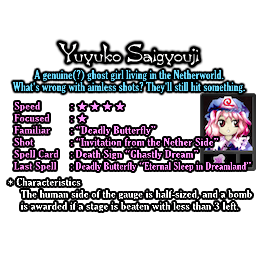 Yuyuko Saigyouji
A genuine(?) ghost girl living in the Netherworld.
What's wrong with aimless shots? They'll still hit something.
Speed : ★★★★
Focused : ★
Familiar : "Deadly Butterfly"
Shot : "Invitation from the Nether Side"
Spell Card : Death Sign "Ghastly Dream"
Last Spell : Deadly Butterfly "Eternal Sleep in Dreamland"
* Characteristics
The human side of the gauge is half-sized, and a bomb
is awarded if a stage is beaten with less than 3 left.